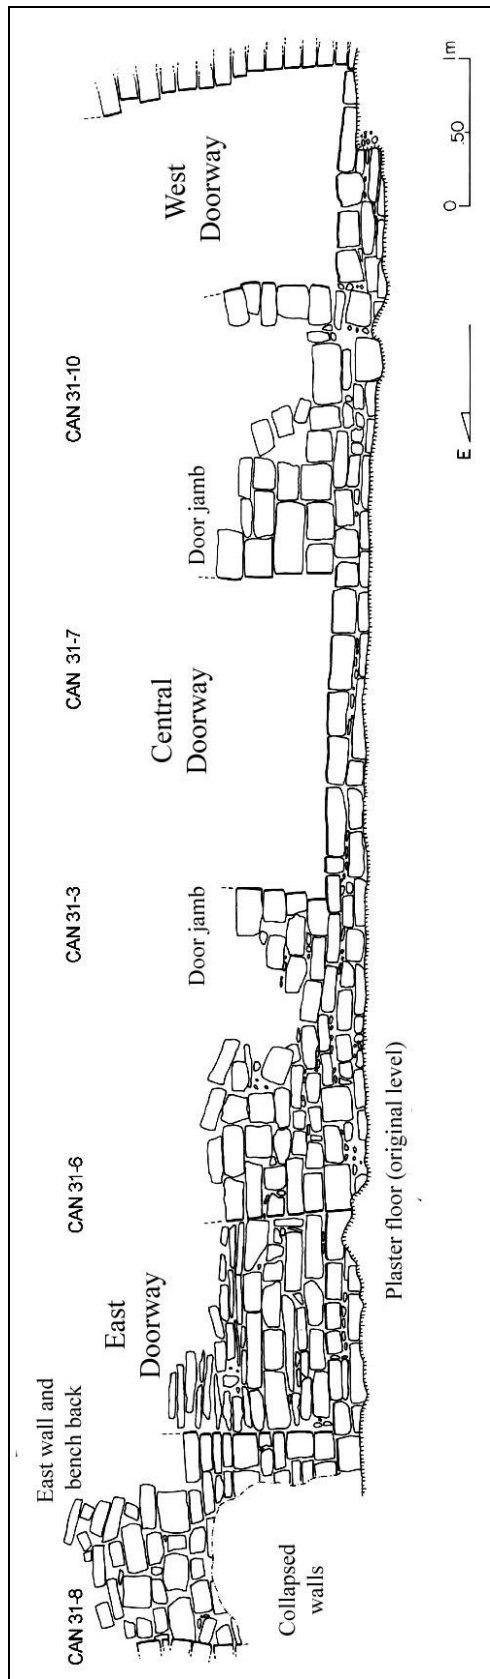 CAN 31-8
East wall and
bench back
East
Doorway
CAN 31-6
CAN 31-3
CAN 31-7
CAN 31-10
Door jamb
Central
Doorway
Door jamb
West
Doorway
Collapsed
walls
Plaster floor (original level)
E
0 .50 1m